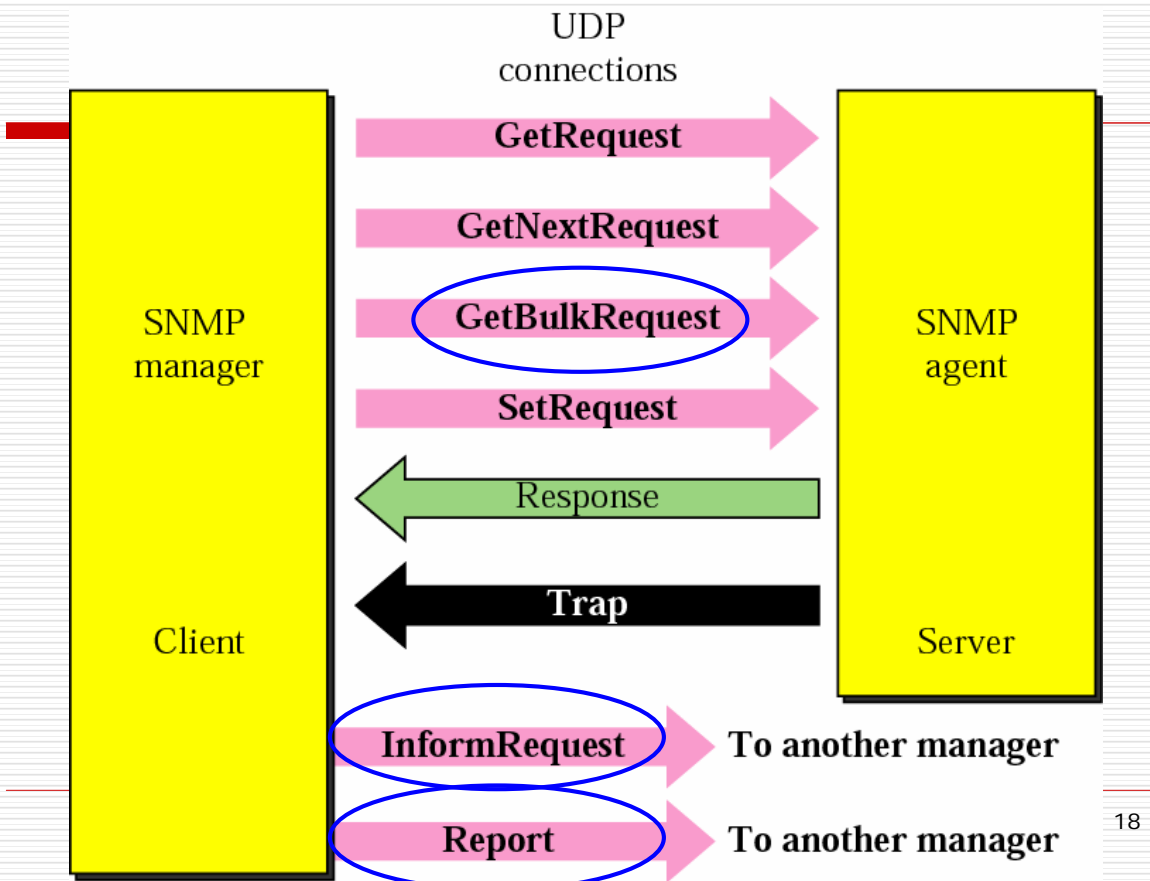 UDP
connections
GetRequest
GetNextRequest
GetBulkRequest
SetRequest
Response
Trap
SNMP
manager
Client
SNMP
agent
Server
InformRequest
To another manager
Report
To another manager
18